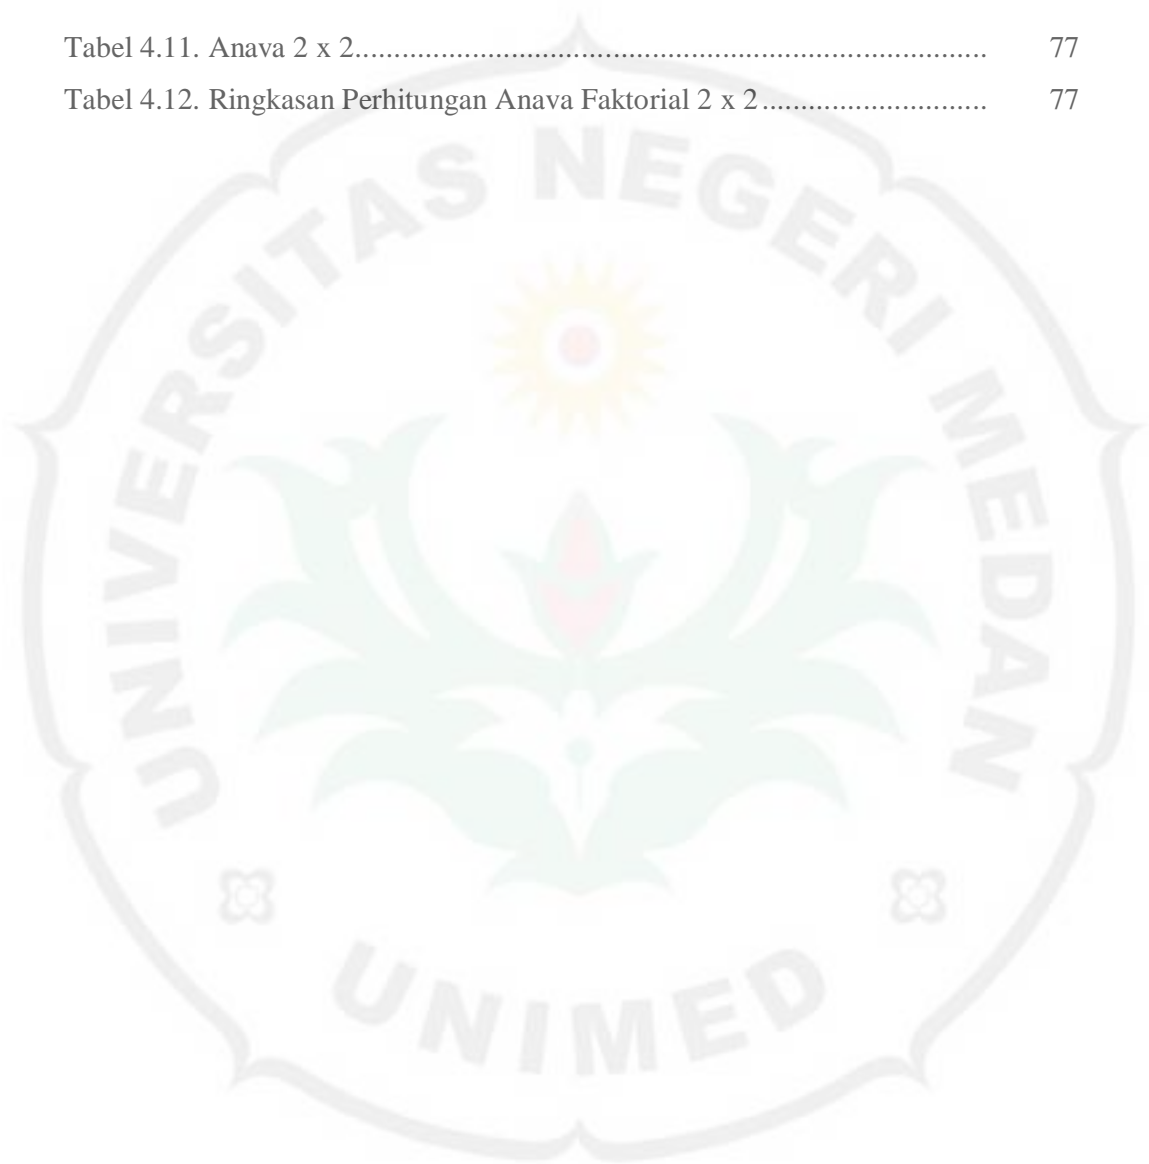 Tabel 4.11. Anava 2 x 2................................................................................. 77
Tabel 4.12. Ringkasan Perhitungan Anava Faktorial 2 x 2............................. 77
UNIVERSITAS NEGERI MEDAN
UNIMED